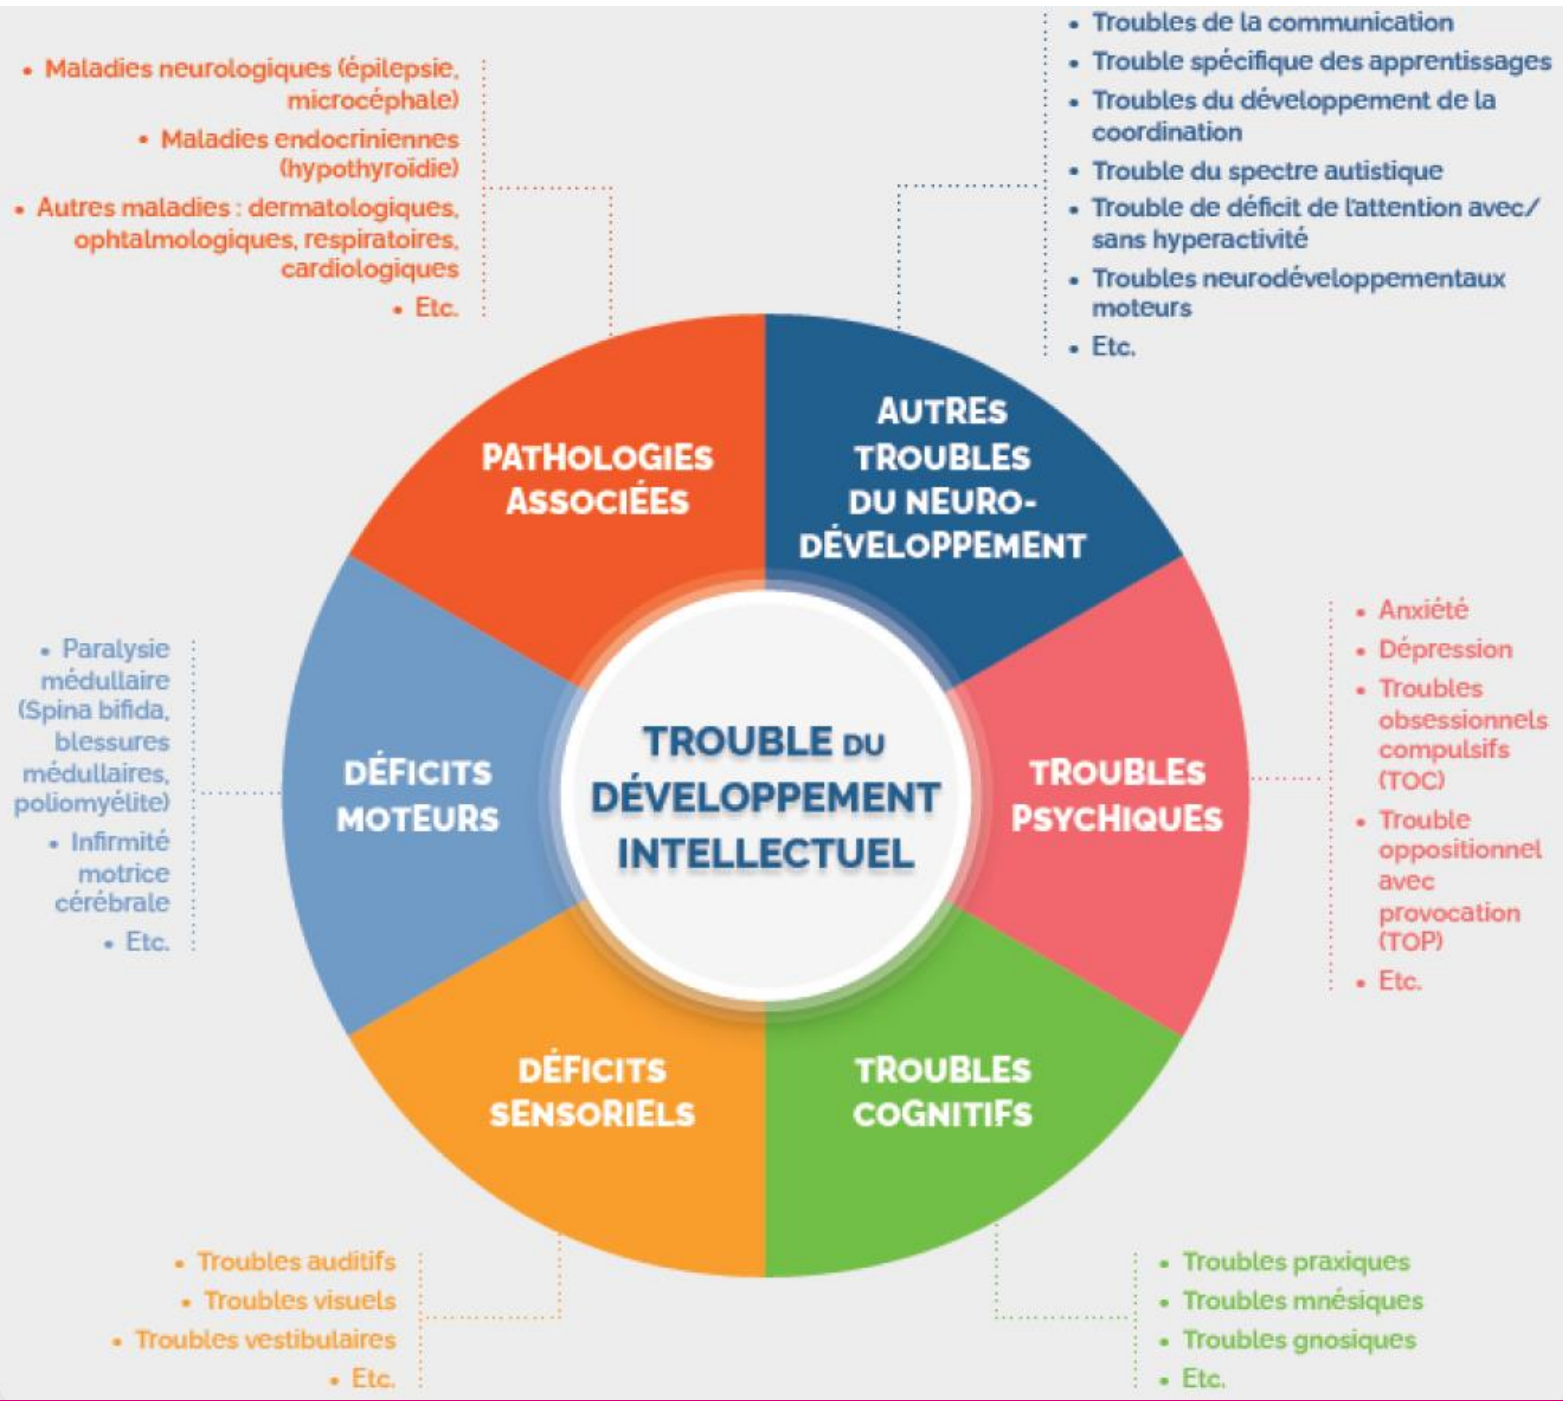 • Maladies neurologiques (épilepsie,
microcéphale)
• Maladies endocriniennes
(hypothyroïdie)
• Autres maladies : dermatologiques,
ophtalmologiques, respiratoires,
cardiologiques
• Etc.
• Troubles de la communication
• Trouble spécifique des apprentissages
• Troubles du développement de la
coordination
• Trouble du spectre autistique
• Trouble de déficit de l'attention avec/
sans hyperactivité
• Troubles neurodéveloppementaux
moteurs
• Etc.
PATHOLOGIES
ASSOCIÉES
AUTRES
TROUBLES
DU NEURO-
DÉVELOPPEMENT
• Paralysie
médullaire
(Spina bifida,
blessures
médullaires,
poliomyélite)
• Infirmité
motrice
cérébrale
• Etc.
DÉFICITS
MOTEURS
TROUBLE DU
DÉVELOPPEMENT
INTELLECTUEL
TROUBLES
PSYCHIQUES
• Anxiété
• Dépression
• Troubles
obsessionnels
compulsifs
(TOC)
• Trouble
oppositionnel
avec
provocation
(TOP)
• Etc.
DÉFICITS
SENSORIELS
TROUBLES
COGNITIFS
• Troubles auditifs
• Troubles visuels
• Troubles vestibulaires
• Etc.
• Troubles praxiques
• Troubles mnésiques
• Troubles gnosiques
• Etc.